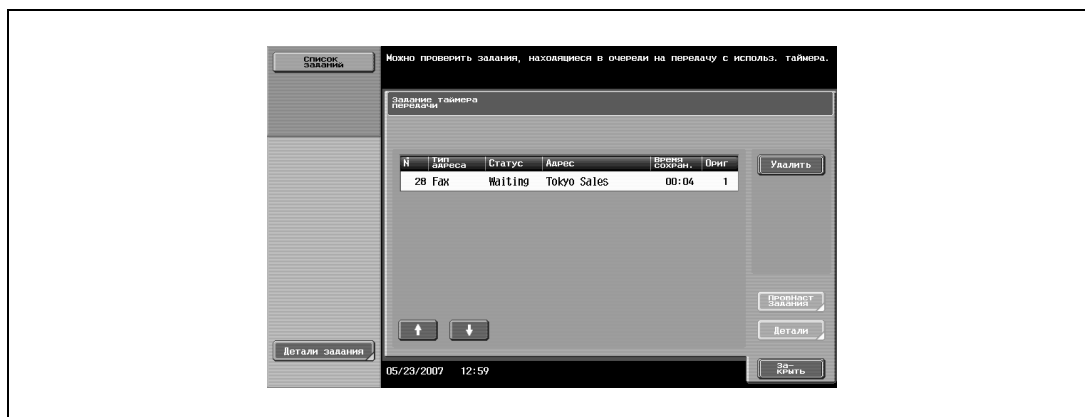 Список
заданий
Можно проверить задания, находящиеся в очереди на передачу с использ. таймера.
Задание таймера
передачи
N Тип адреса Статус Адрес Время сохран. Ориг
28 Fax Waiting Tokyo Sales 00:04 1
Удалить
ПровНаст
Задания
Детали
Детали задания
05/23/2007 12:59
За-
крыть